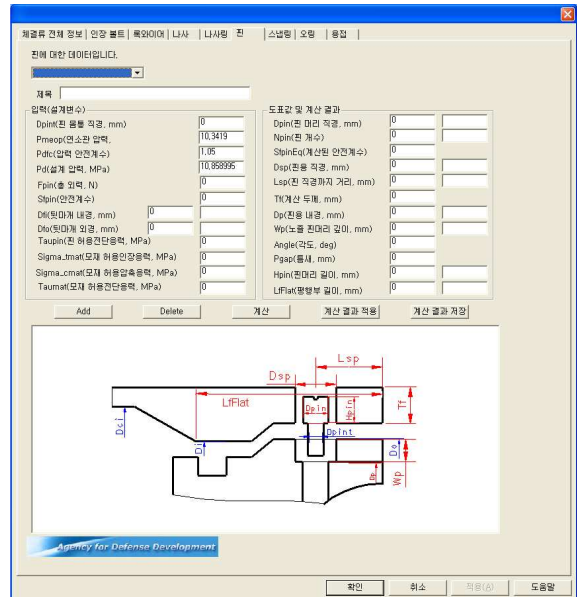 체결류 전체 정보 | 인장 볼트 | 록와이어 | 나사 | 나사링 핀 | 스냅링 | 오링 | 용접
핀에 대한 데이터입니다.
제목
입력(설계변수)
Dpint(핀 몸통 직경, mm) 0
Pmeop(연소관 압력, 10,3419
Pdfc(압력 안전계수) 1,05
Pd(설계 압력, MPa) 10,858995
Fpin(총 외력, N) 0
Sfpin(안전계수) 0
Dfi(뒷마개 내경, mm) 0
Dfo(뒷마개 외경, mm) 0
Taupin(핀 허용전단응력, MPa) 0
Sigma_tmat(모재 허용인장응력, MPa) 0
Sigma_cmat(모재 허용압축응력, MPa) 0
Taumat(모재 허용전단응력, MPa) 0
도표값 및 계산 결과
Dpin(핀 머리 직경, mm) 0
Npin(핀 개수) 0
SfpinEq(계산된 안전계수) 0
Dsp(핀용 직경, mm) 0
Lsp(핀 직경까지 거리, mm) 0
Tf(계산 두께, mm) 0
Dp(핀용 내경, mm) 0
Wp(노즐 핀머리 깊이, mm) 0
Angle(각도, deg) 0
Pgap(틈새, mm) 0
Hpin(핀머리 길이, mm) 0
LfFlat(평행부 길이, mm) 0
Add Delete 계산 계산 결과 적용 계산 결과 저장
Lsp
Dsp
LfFlat
Dpin
Hpin
Tf
Dci
Dpint
Di
Do
Dp
Wp
Agency for Defense Development
확인 취소 적용(A) 도움말